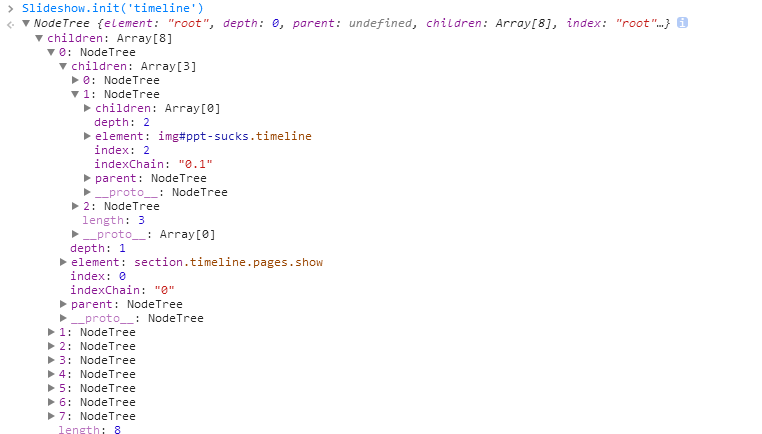 Slideshow.init('timeline')
NodeTree {element: "root", depth: 0, parent: undefined, children: Array[8], index: "root"…}
children: Array[8]
0: NodeTree
children: Array[3]
0: NodeTree
1: NodeTree
children: Array[0]
depth: 2
element: img#ppt-sucks.timeline
index: 2
indexChain: "0.1"
parent: NodeTree
__proto__: NodeTree
2: NodeTree
length: 3
__proto__: Array[0]
depth: 1
element: section.timeline.pages.show
index: 0
indexChain: "0"
parent: NodeTree
__proto__: NodeTree
1: NodeTree
2: NodeTree
3: NodeTree
4: NodeTree
5: NodeTree
6: NodeTree
7: NodeTree
length: 8